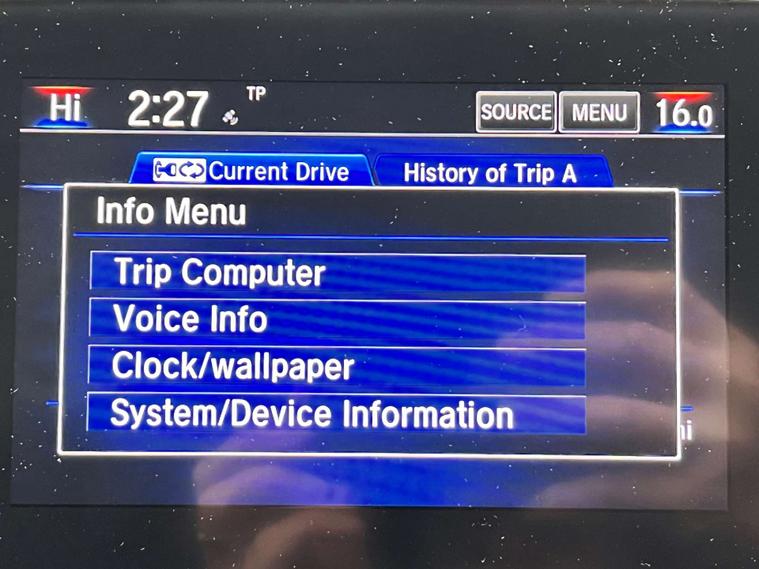 Hi 2:27 TP SOURCE MENU 16.0
Current Drive History of Trip A
Info Menu
Trip Computer
Voice Info
Clock/wallpaper
System/Device Information